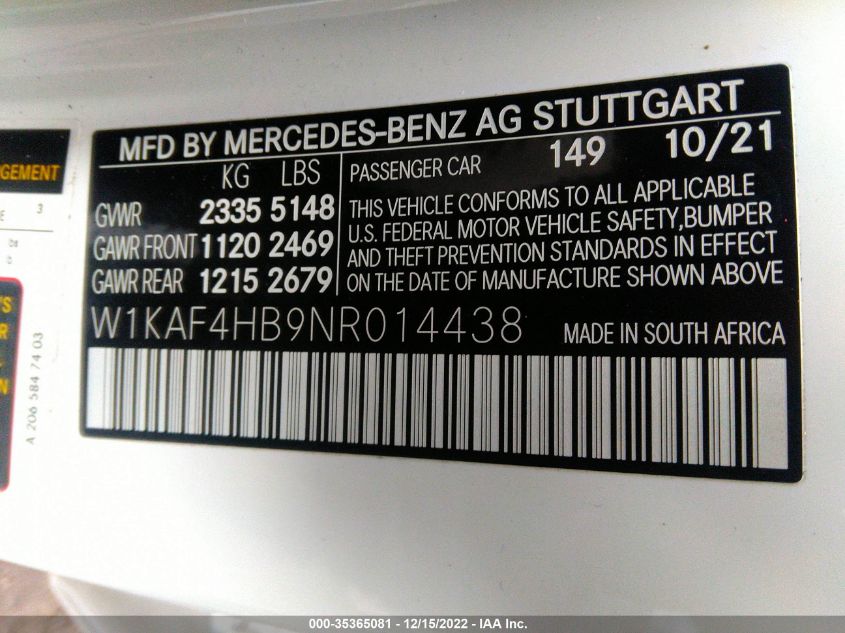 MFD BY MERCEDES-BENZ AG STUTTGART
KG LBS
GVWR 2335 5148
GAWR FRONT 1120 2469
GAWR REAR 1215 2679
PASSENGER CAR 149 10/21
THIS VEHICLE CONFORMS TO ALL APPLICABLE
U.S. FEDERAL MOTOR VEHICLE SAFETY, BUMPER
AND THEFT PREVENTION STANDARDS IN EFFECT
ON THE DATE OF MANUFACTURE SHOWN ABOVE
W1KAF4HB9NR014438 MADE IN SOUTH AFRICA
3
A 206 584 74 03
000-35365081 - 12/15/2022 - IAA Inc.